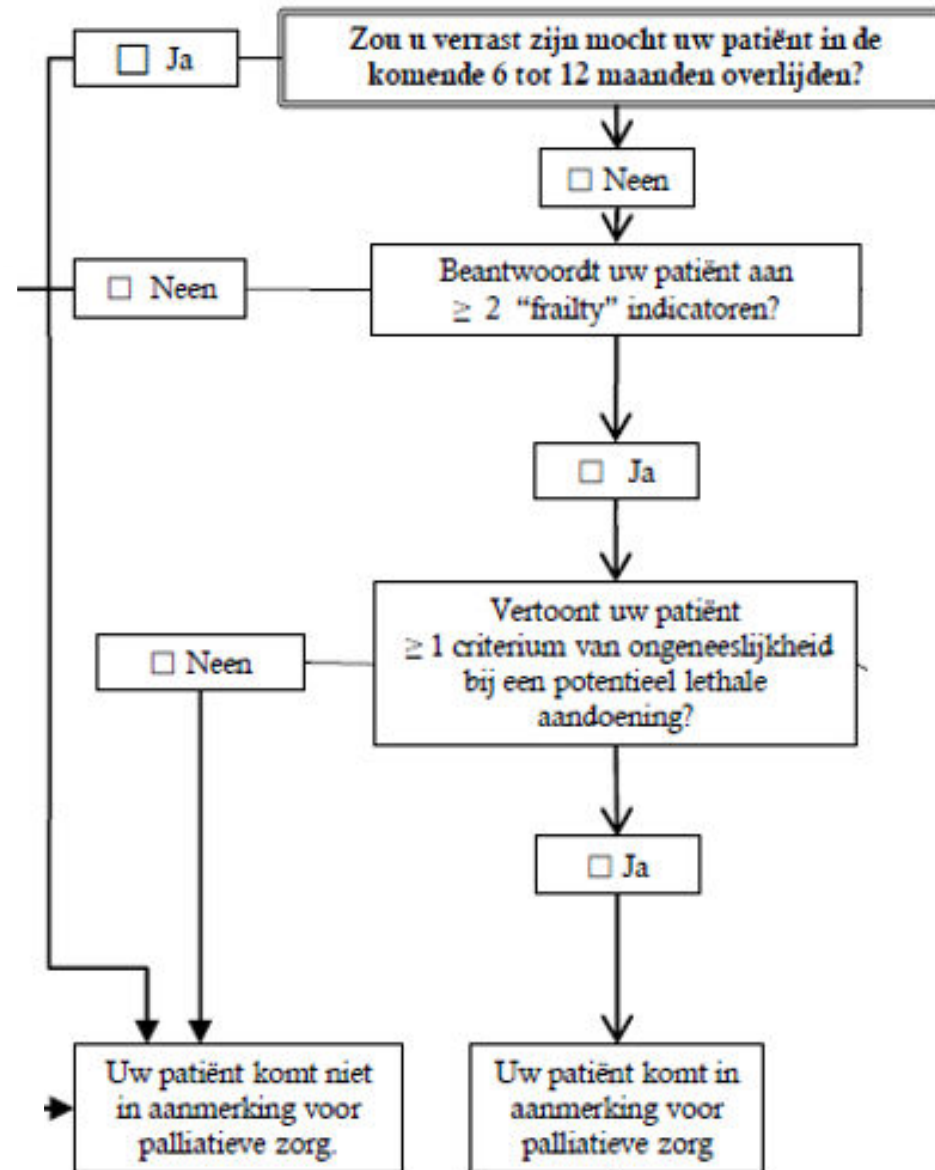 ☐ Ja
Zou u verrast zijn mocht uw patiënt in de
komende 6 tot 12 maanden overlijden?
☐ Neen
☐ Neen
Beantwoordt uw patiënt aan
≥ 2 “frailty” indicatoren?
☐ Ja
Vertoont uw patiënt
≥ 1 criterium van ongeneeslijkheid
bij een potentieel lethale
aandoening?
☐ Neen
☐ Ja
Uw patiënt komt niet
in aanmerking voor
palliatieve zorg.
Uw patiënt komt in
aanmerking voor
palliatieve zorg